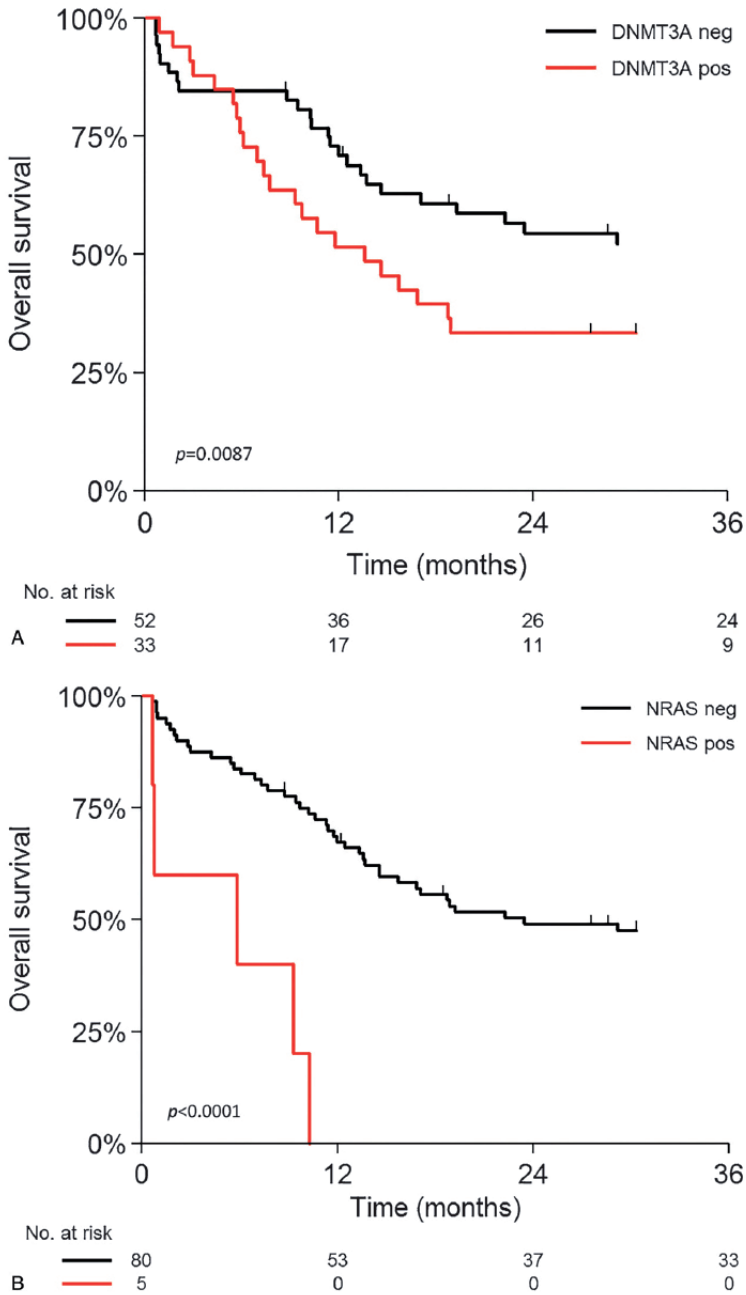 100%
75%
50%
25%
0%
Overall survival
DNMT3A neg
DNMT3A pos
p=0.0087
0 12 24 36
Time (months)
No. at risk
52 36 26 24
A
33 17 11 9
100%
75%
50%
25%
0%
Overall survival
NRAS neg
NRAS pos
p<0.0001
0 12 24 36
Time (months)
No. at risk
80 53 37 33
B 5 0 0 0